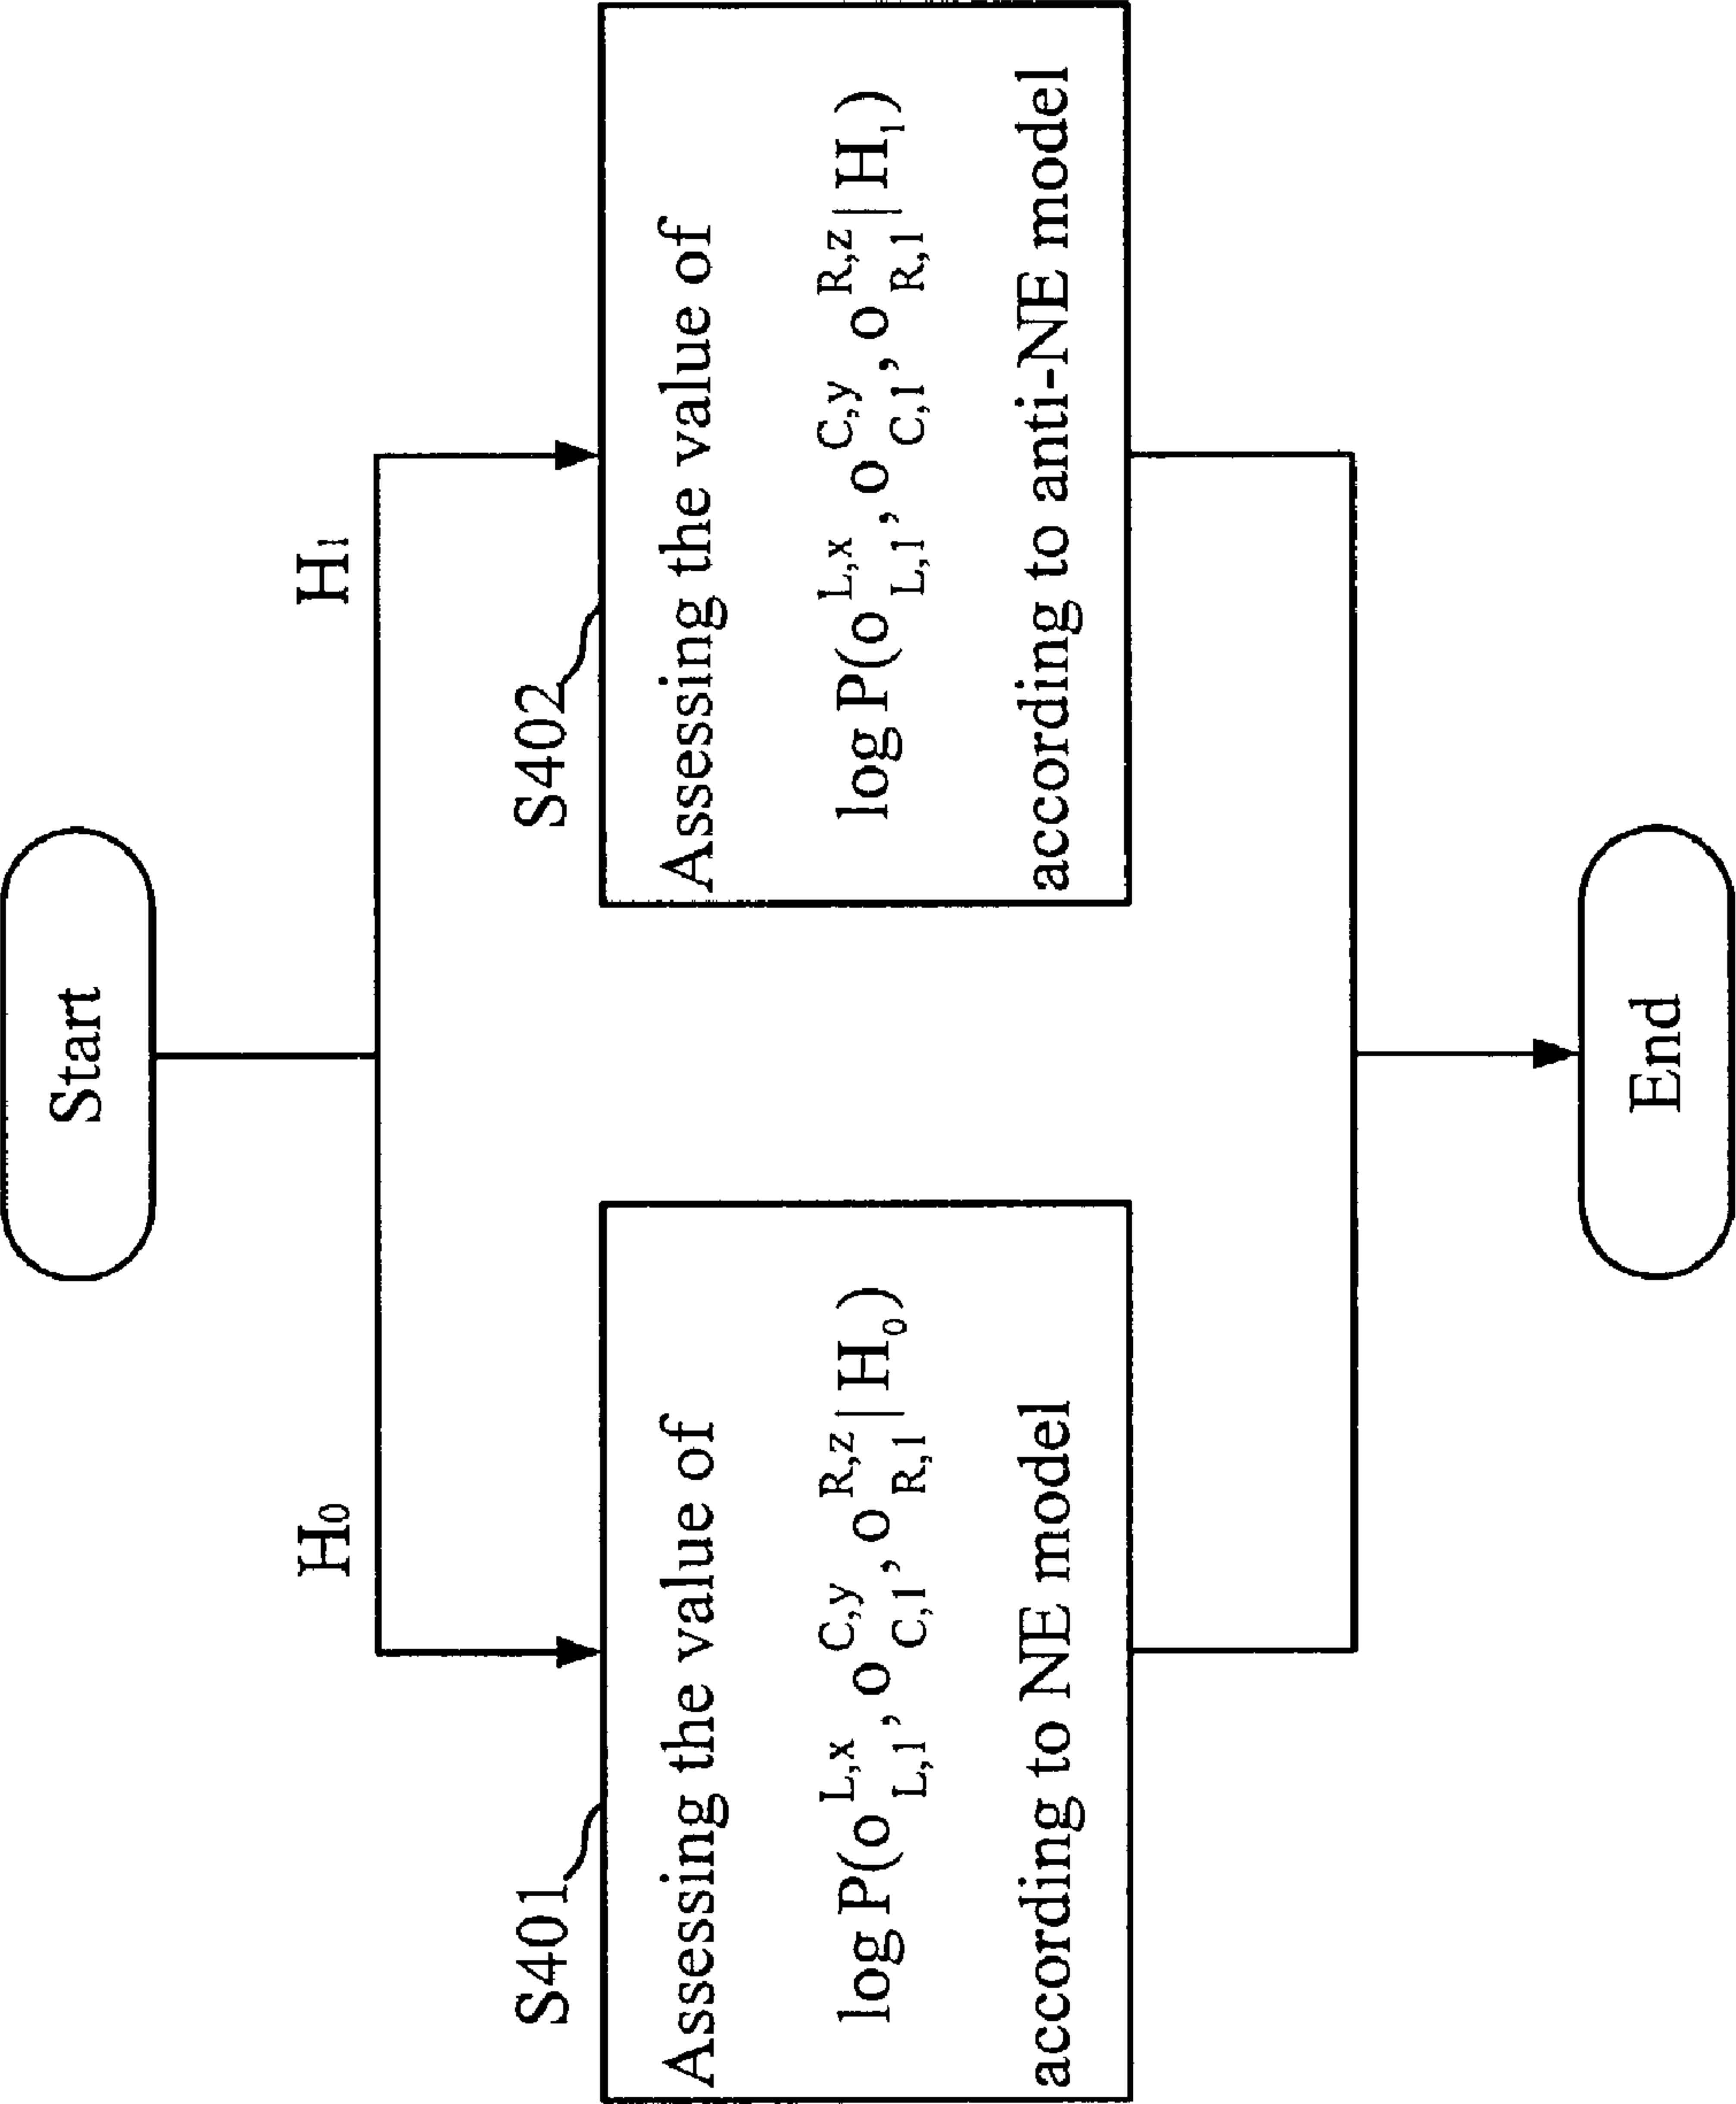 Start
H₀
H₁
S401
S402
Assessing the value of
log P(o^{L,x}_{L,1}, o^{C,y}_{C,1}, o^{R,z}_{R,1} | H₀)
according to NE model
Assessing the value of
log P(o^{L,x}_{L,1}, o^{C,y}_{C,1}, o^{R,z}_{R,1} | H₁)
according to anti-NE model
End